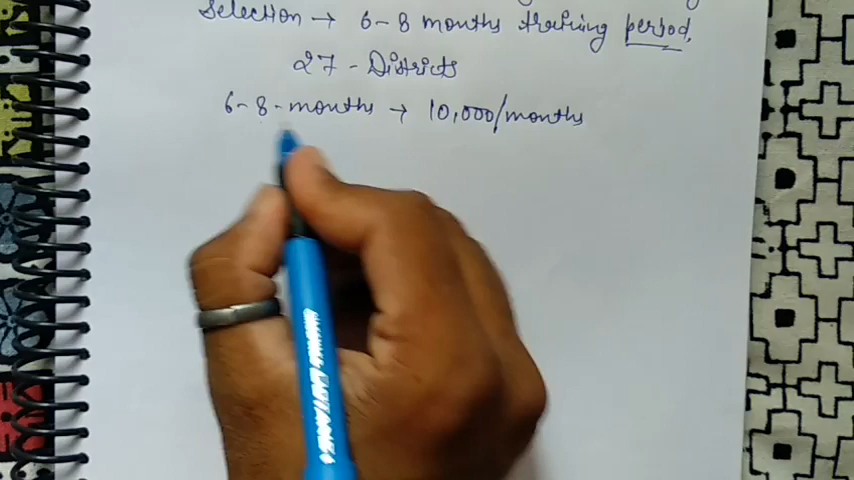 Selection → 6-8 months training period.
27 - Districts
6-8-months → 10,000/months